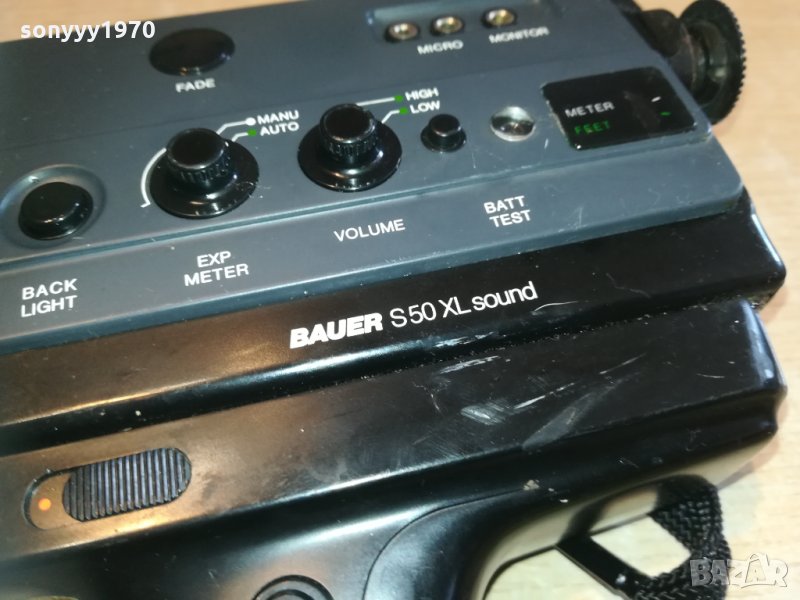 sonyyy1970
MICRO
MONITOR
FADE
HIGH
LOW
MANU
AUTO
METER
FEET
BATT
TEST
VOLUME
EXP
METER
BACK
LIGHT
BAUER S50 XL sound
BAZAR